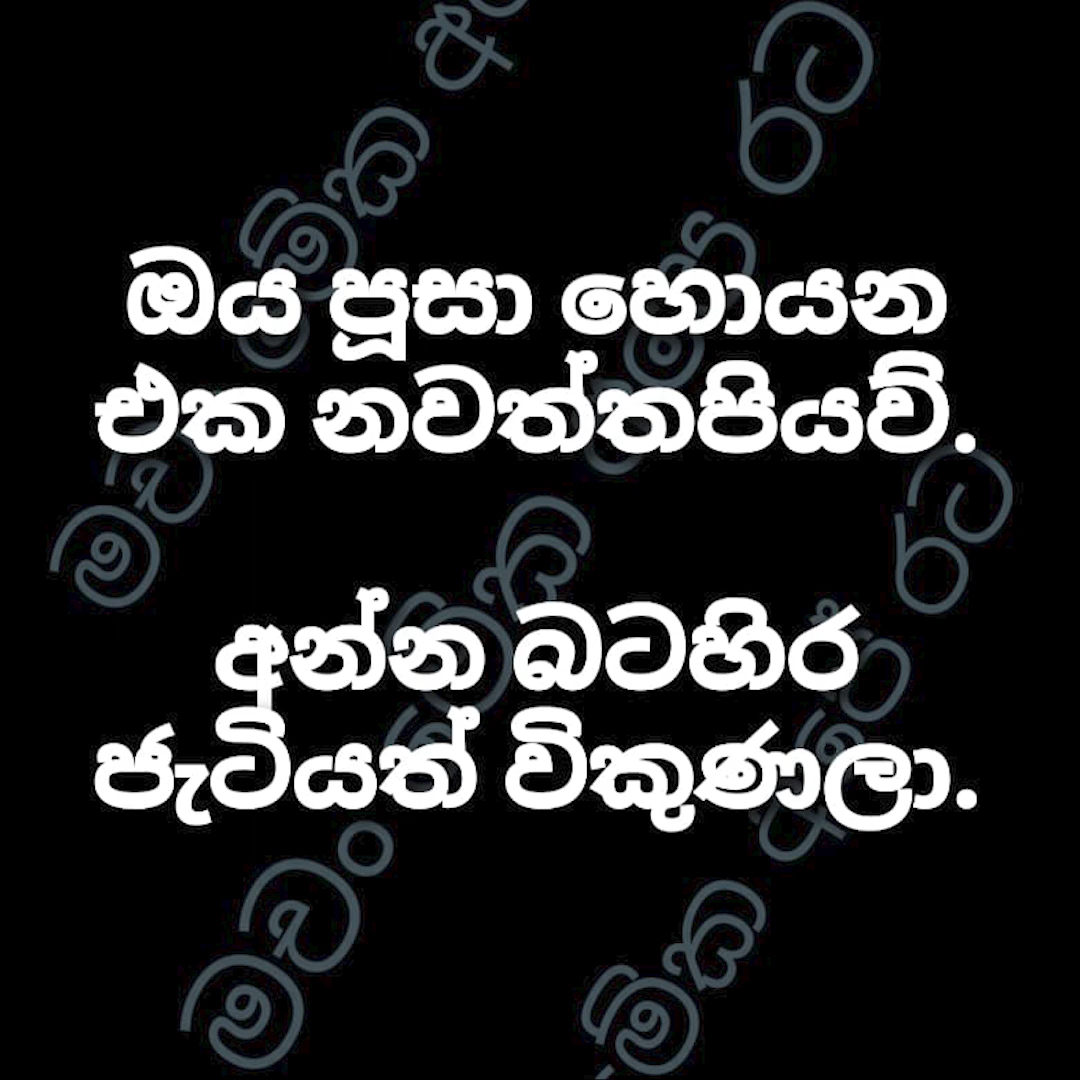 ඔය පූසා හොයන
එක නවත්තපියව්.
අන්න බටහිර
ජැටියත් විකුණලා.